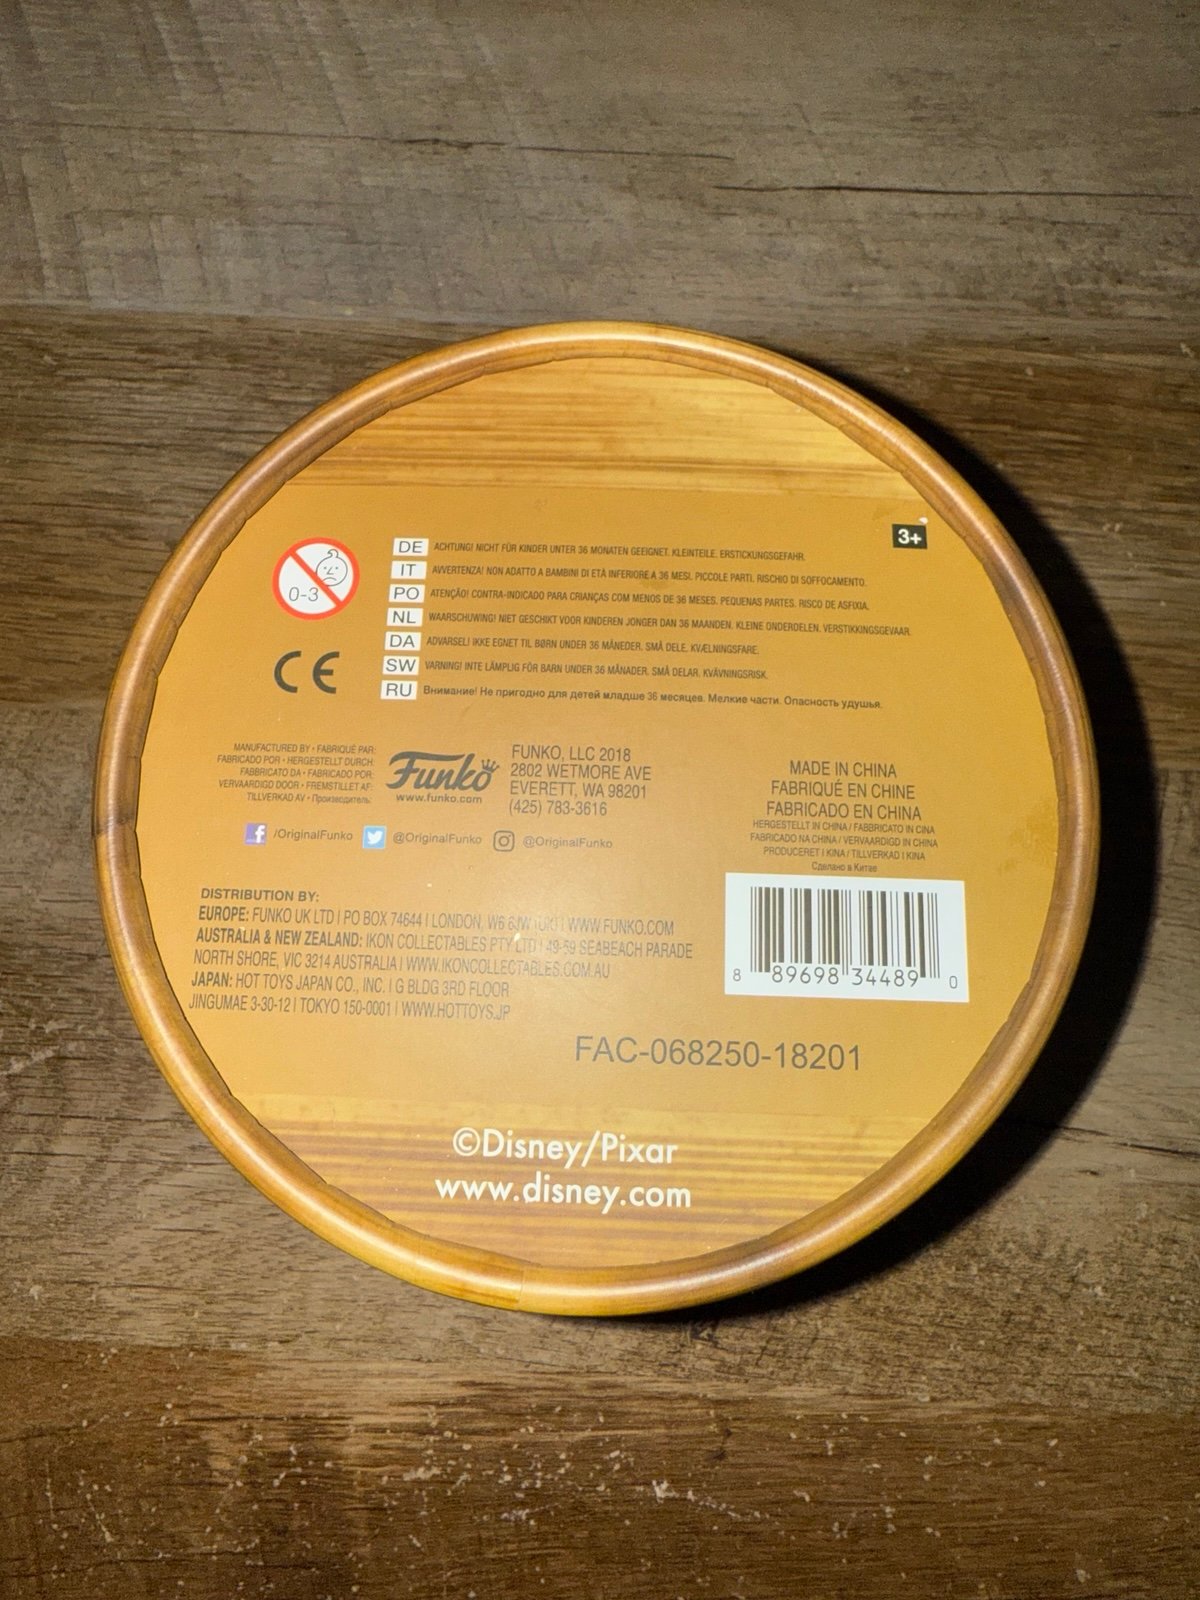 3+
0-3
DE ACHTUNG! NICHT FÜR KINDER UNTER 36 MONATEN GEEIGNET. KLEINTEILE. ERSTICKUNGSGEFAHR.
IT AVVERTENZA! NON ADATTO A BAMBINI DI ETÀ INFERIORE A 36 MESI. PICCOLE PARTI. RISCHIO DI SOFFOCAMENTO.
PO ATENÇÃO! CONTRA-INDICADO PARA CRIANÇAS COM MENOS DE 36 MESES. PEQUENAS PARTES. RISCO DE ASFIXIA.
NL WAARSCHUWING! NIET GESCHIKT VOOR KINDEREN JONGER DAN 36 MAANDEN. KLEINE ONDERDELEN. VERSTIKKINGSGEVAAR.
DA ADVARSEL! IKKE EGNET TIL BØRN UNDER 36 MÅNEDER. SMÅ DELE. KVÆLNINGSFARE.
SW VARNING! INTE LÄMPLIG FÖR BARN UNDER 36 MÅNADER. SMÅ DELAR. KVÄVNINGSRISK.
RU Внимание! Не пригодно для детей младше 36 месяцев. Мелкие части. Опасность удушья.
CE
MANUFACTURED BY • FABRIQUÉ PAR:
FABRICADO POR • HERGESTELLT DURCH:
FABBRICATO DA • FABRICADO POR:
VERVAARDIGD DOOR • FREMSTILLET AF:
TILLVERKAD AV • Производитель:
Funko
www.funko.com
FUNKO, LLC 2018
2802 WETMORE AVE
EVERETT, WA 98201
(425) 783-3616
/OriginalFunko @OriginalFunko @OriginalFunko
MADE IN CHINA
FABRIQUÉ EN CHINE
FABRICADO EN CHINA
HERGESTELLT IN CHINA / FABBRICATO IN CINA
FABRICADO NA CHINA / VERVAARDIGD IN CHINA
PRODUCERET I KINA / TILLVERKAD I KINA
Сделано в Китае
DISTRIBUTION BY:
EUROPE: FUNKO UK LTD | PO BOX 74644 | LONDON, W6 6JW (UK) | WWW.FUNKO.COM
AUSTRALIA & NEW ZEALAND: IKON COLLECTABLES PTY LTD | 49-59 SEABEACH PARADE
NORTH SHORE, VIC 3214 AUSTRALIA | WWW.IKONCOLLECTABLES.COM.AU
JAPAN: HOT TOYS JAPAN CO., INC. | G BLDG 3RD FLOOR
JINGUMAE 3-30-12 | TOKYO 150-0001 | WWW.HOTTOYS.JP
8 89698 34489 0
FAC-068250-18201
©Disney/Pixar
www.disney.com